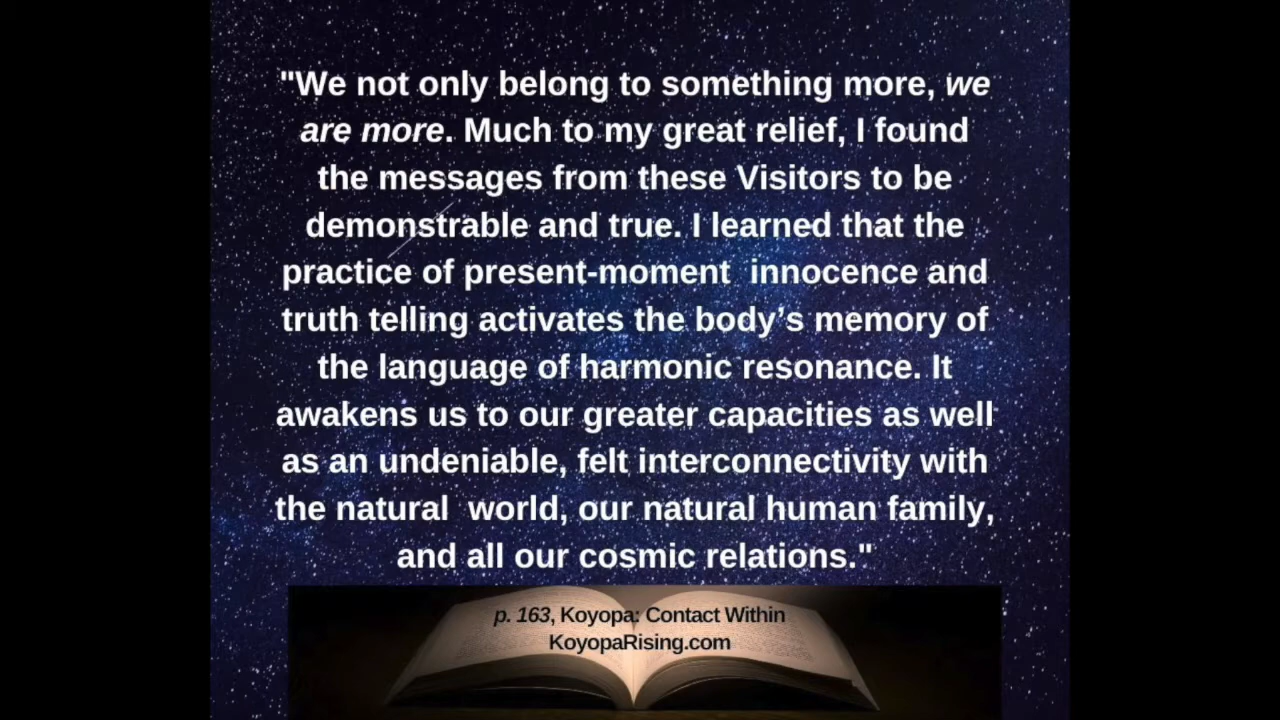 "We not only belong to something more, we
are more. Much to my great relief, I found
the messages from these Visitors to be
demonstrable and true. I learned that the
practice of present-moment  innocence and
truth telling activates the body’s memory of
the language of harmonic resonance. It
awakens us to our greater capacities as well
as an undeniable, felt interconnectivity with
the natural  world, our natural human family,
and all our cosmic relations."
p. 163, Koyopa: Contact Within
KoyopaRising.com